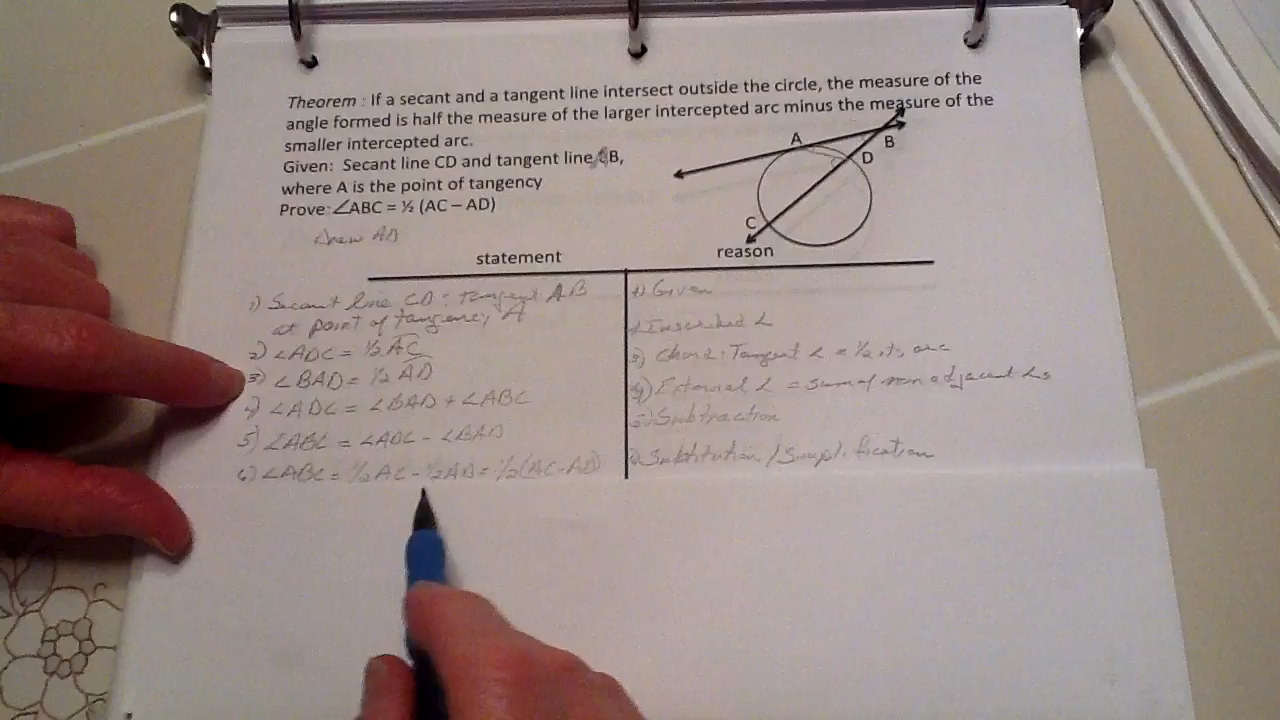 Theorem : If a secant and a tangent line intersect outside the circle, the measure of the
angle formed is half the measure of the larger intercepted arc minus the measure of the
smaller intercepted arc.
Given: Secant line CD and tangent line AB,
where A is the point of tangency
Prove: ∠ABC = ½ (AC – AD)
A
B
D
C
Draw AD
statement
reason
1) Secant line CD; tangent AB
at point of tangency A
1) Given
2) ∠ADC = ½ AC
2) Inscribed ∠
3) ∠BAD = ½ AD
3) Chord; Tangent ∠ = ½ its arc
4) ∠ADC = ∠BAD + ∠ABC
4) External ∠ = sum of non adjacent ∠s
5) ∠ABC = ∠ADC - ∠BAD
5) Subtraction
6) ∠ABC = ½ AC - ½ AD = ½ (AC-AD)
6) Substitution / Simplification